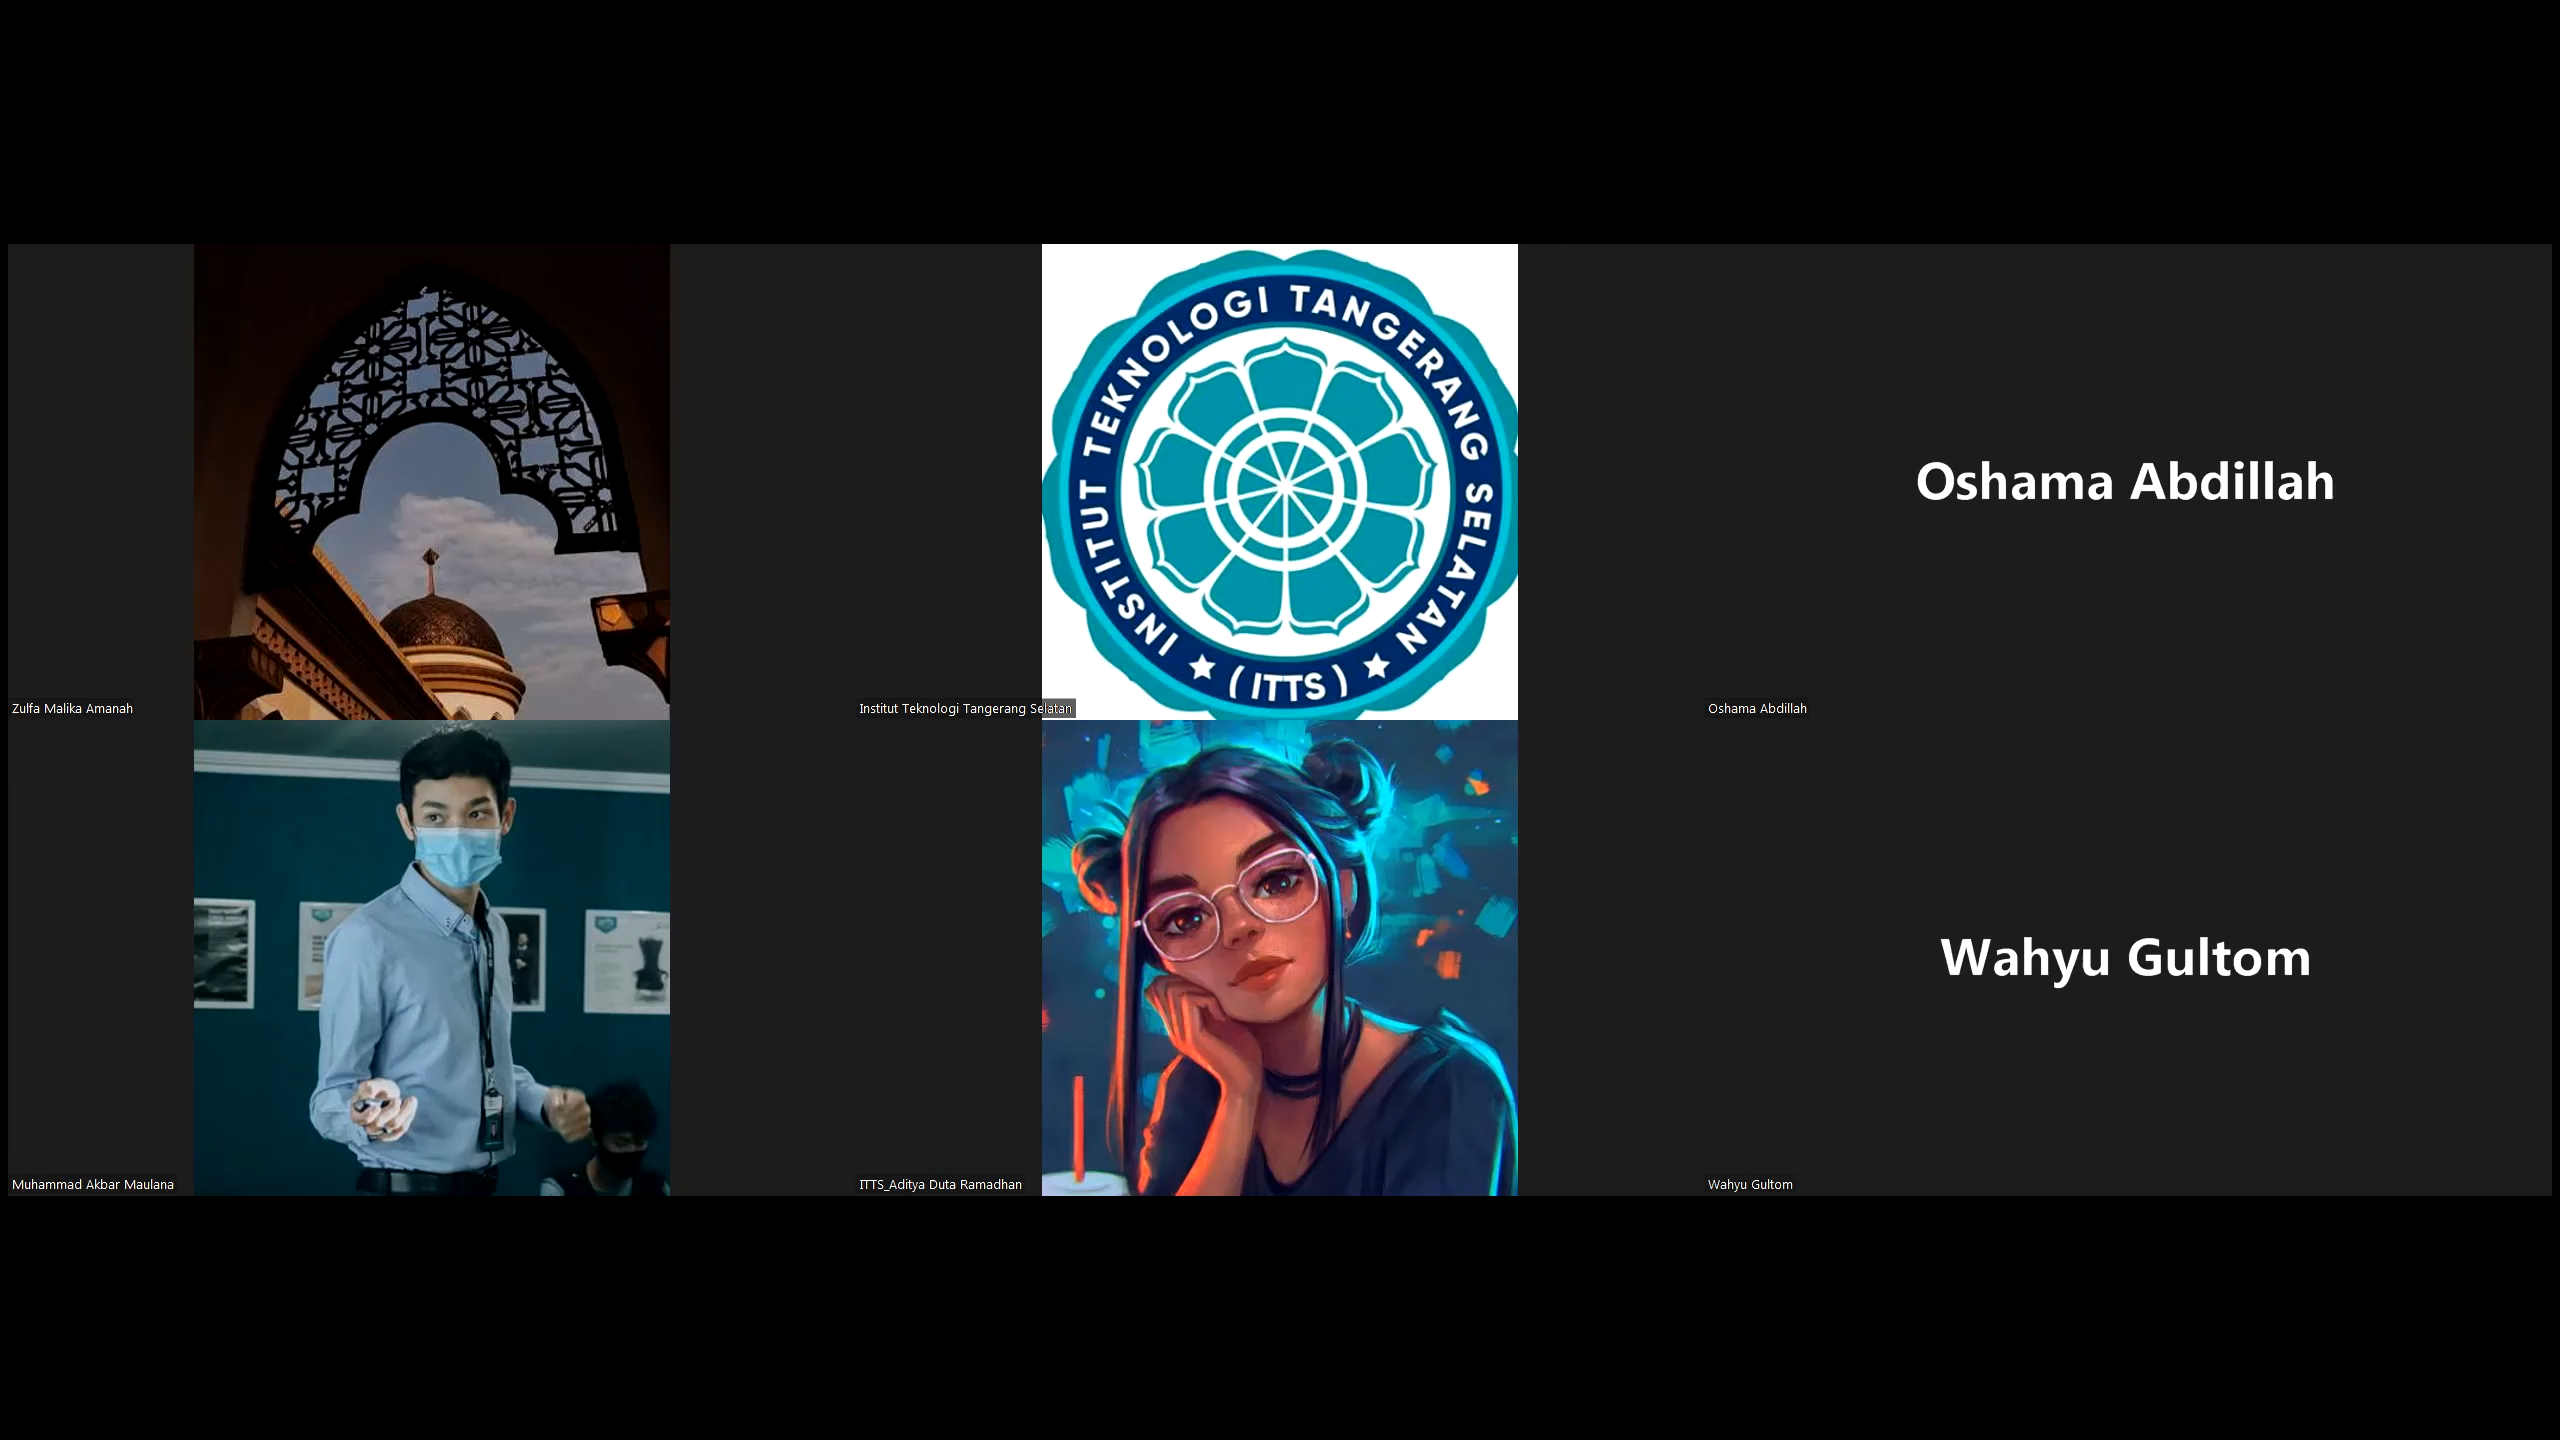 INSTITUT TEKNOLOGI TANGERANG SELATAN
( ITTS )
Oshama Abdillah
Zulfa Malika Amanah
Institut Teknologi Tangerang Selatan
Oshama Abdillah
Wahyu Gultom
Muhammad Akbar Maulana
ITTS_Aditya Duta Ramadhan
Wahyu Gultom